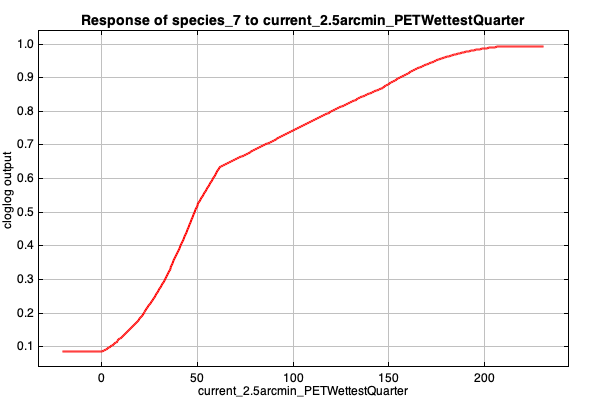 Response of species_7 to current_2.5arcmin_PETWettestQuarter
1.0
0.9
0.8
0.7
0.6
0.5
0.4
0.3
0.2
0.1
cloglog output
0 50 100 150 200
current_2.5arcmin_PETWettestQuarter